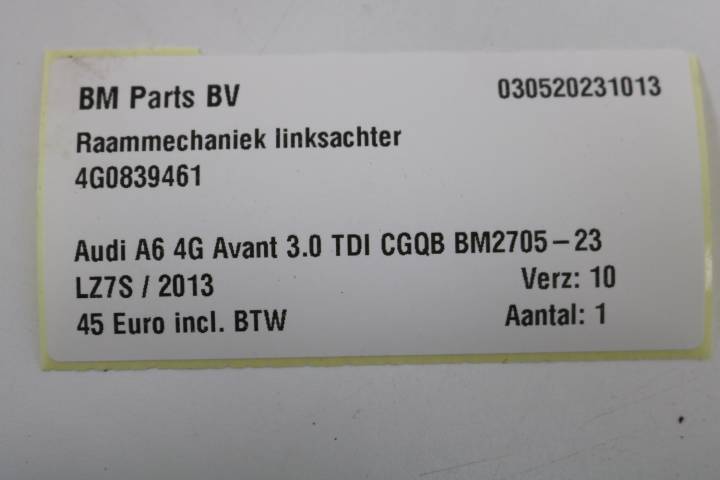 BM Parts BV 030520231013
Raammechaniek linksachter
4G0839461
Audi A6 4G Avant 3.0 TDI CGQB BM2705-23
LZ7S / 2013 Verz: 10
45 Euro incl. BTW Aantal: 1